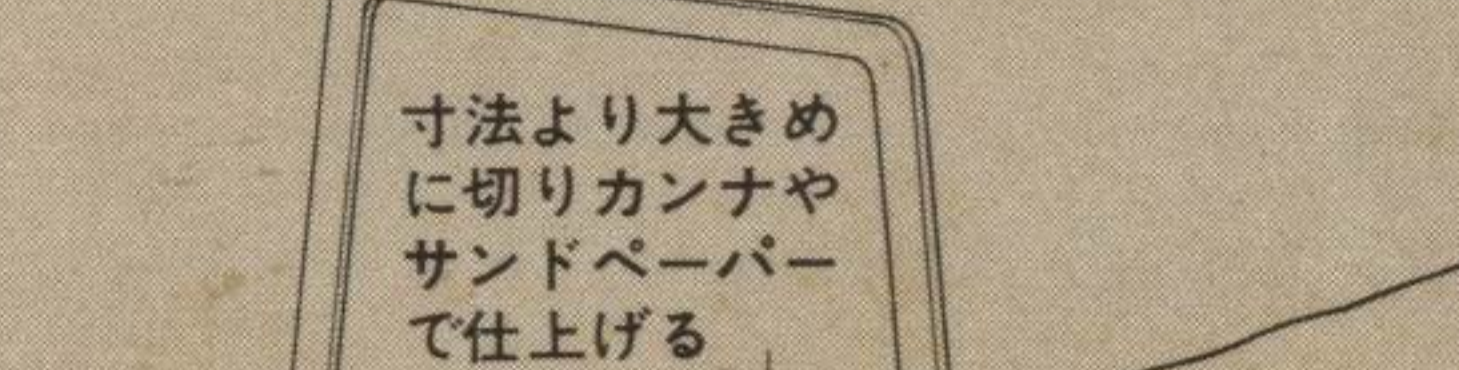 寸法より大きめ
に切りカンナや
サンドペーパー
で仕上げる